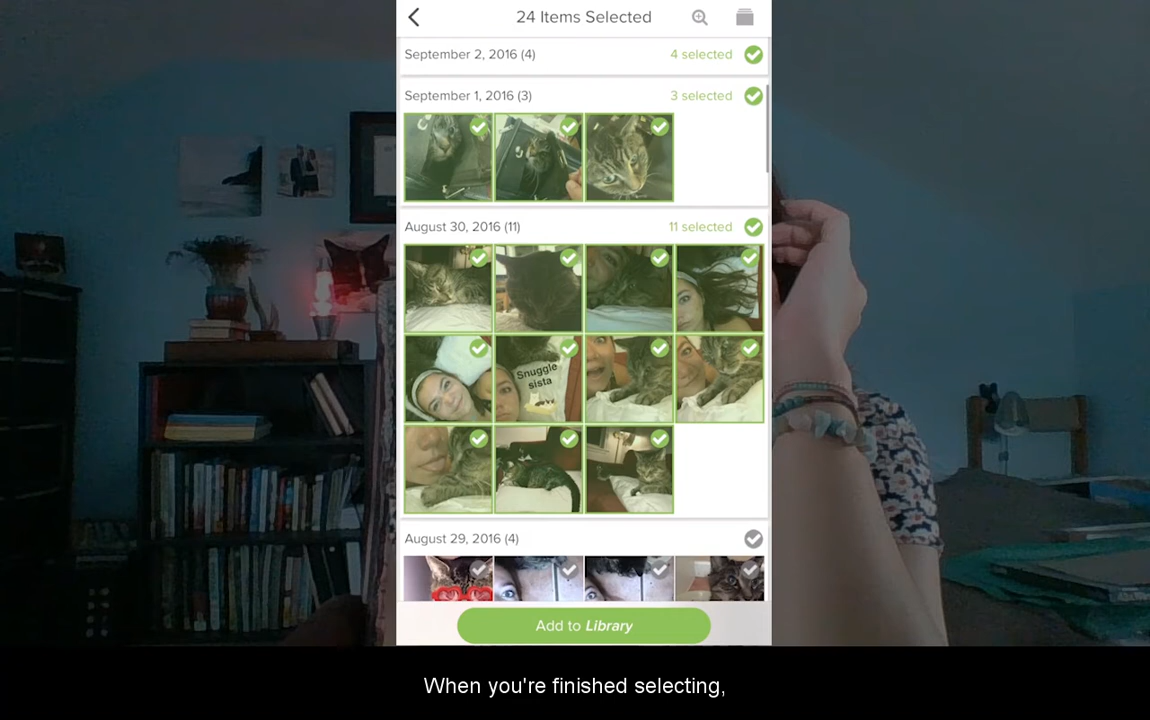 24 Items Selected
September 2, 2016 (4) 4 selected
September 1, 2016 (3) 3 selected
August 30, 2016 (11) 11 selected
Snuggle
sista
August 29, 2016 (4)
Add to Library
When you're finished selecting,